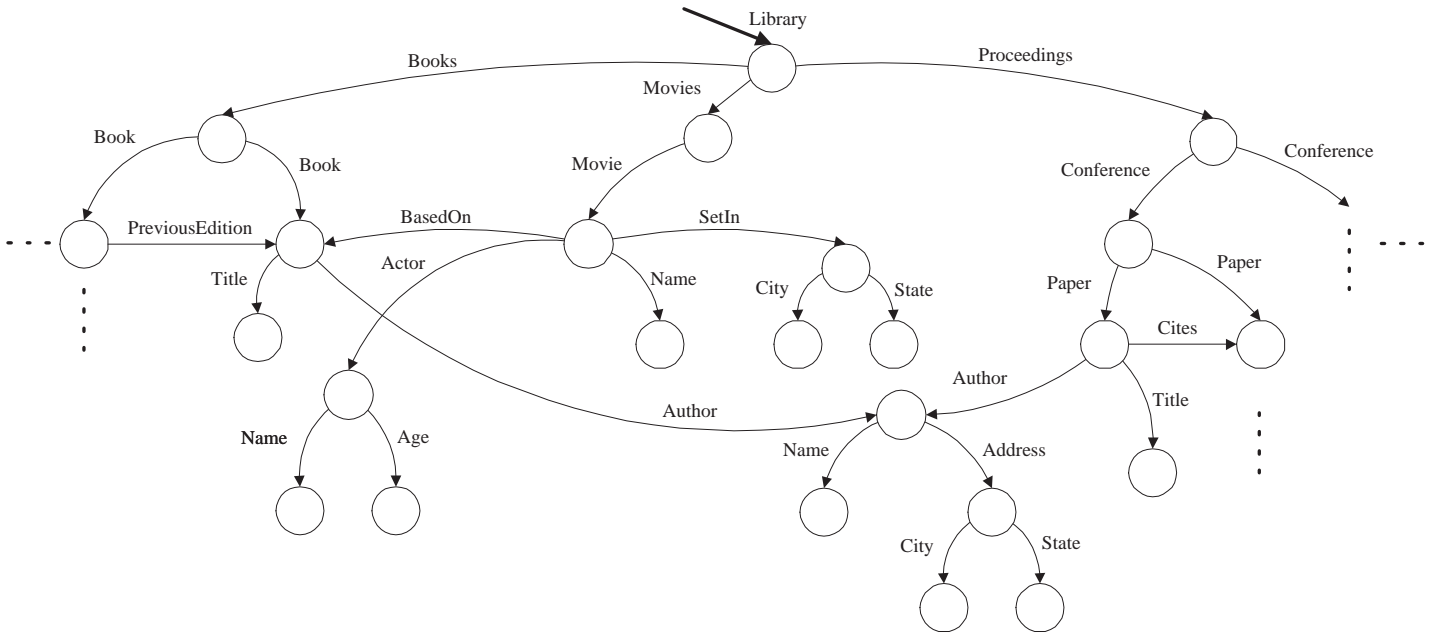 Library
Books
Proceedings
Movies
Book
Book
Movie
Conference
Conference
PreviousEdition
BasedOn
SetIn
Title
Actor
Name
City
State
Paper
Paper
Cites
Author
Title
Name
Age
Author
Name
Address
City
State